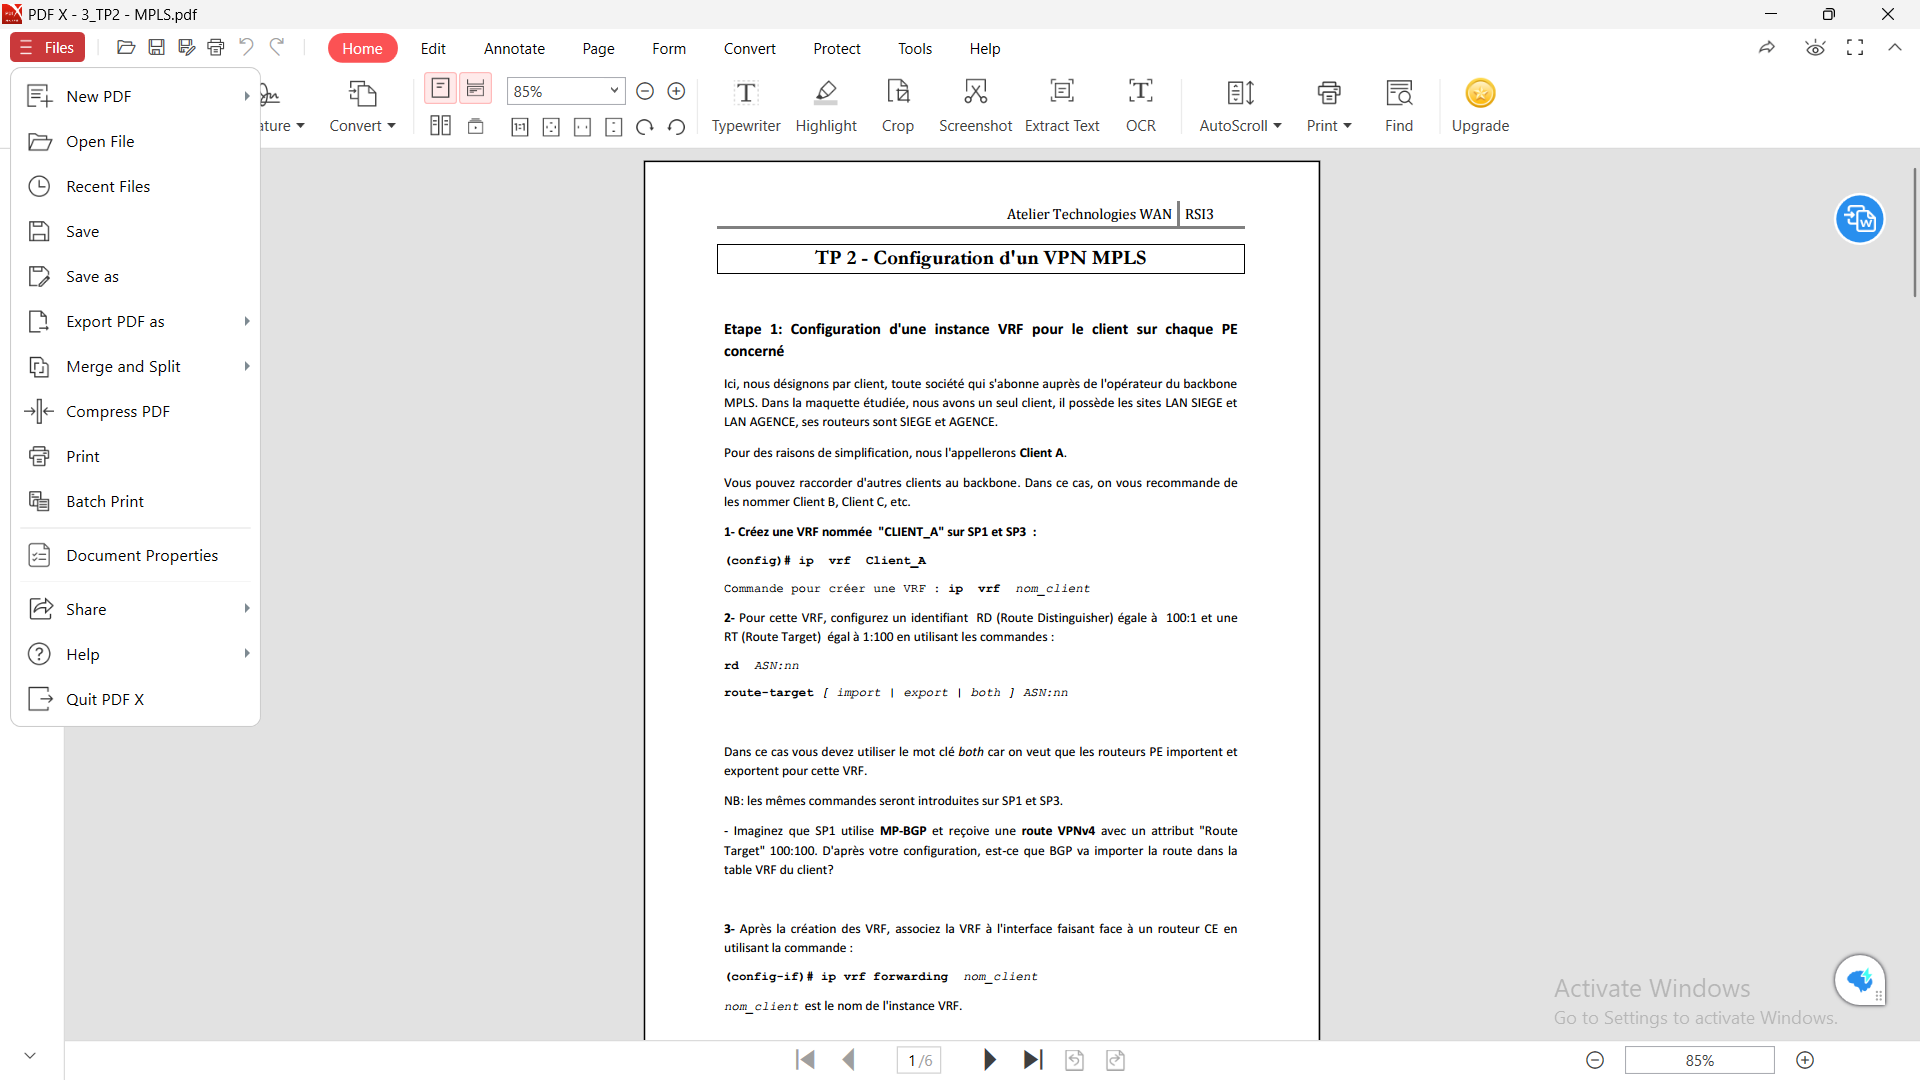 PDF X - 3_TP2 - MPLS.pdf
Files
Home
Edit
Annotate
Page
Form
Convert
Protect
Tools
Help
New PDF
Open File
Recent Files
Save
Save as
Export PDF as
Merge and Split
Compress PDF
Print
Batch Print
Document Properties
Share
Help
Quit PDF X
ature
Convert
85%
Typewriter
Highlight
Crop
Screenshot
Extract Text
OCR
AutoScroll
Print
Find
Upgrade
Atelier Technologies WAN RSI3
TP 2 - Configuration d'un VPN MPLS
Etape 1: Configuration d'une instance VRF pour le client sur chaque PE
concerné
Ici, nous désignons par client, toute société qui s'abonne auprès de l'opérateur du backbone
MPLS. Dans la maquette étudiée, nous avons un seul client, il possède les sites LAN SIEGE et
LAN AGENCE, ses routeurs sont SIEGE et AGENCE.
Pour des raisons de simplification, nous l'appellerons Client A.
Vous pouvez raccorder d'autres clients au backbone. Dans ce cas, on vous recommande de
les nommer Client B, Client C, etc.
1- Créez une VRF nommée "CLIENT_A" sur SP1 et SP3 :
(config)# ip vrf Client_A
Commande pour créer une VRF : ip vrf nom_client
2- Pour cette VRF, configurez un identifiant RD (Route Distinguisher) égale à 100:1 et une
RT (Route Target) égal à 1:100 en utilisant les commandes :
rd ASN:nn
route-target [ import | export | both ] ASN:nn
Dans ce cas vous devez utiliser le mot clé both car on veut que les routeurs PE importent et
exportent pour cette VRF.
NB: les mêmes commandes seront introduites sur SP1 et SP3.
- Imaginez que SP1 utilise MP-BGP et reçoive une route VPNv4 avec un attribut "Route
Target" 100:100. D'après votre configuration, est-ce que BGP va importer la route dans la
table VRF du client?
3- Après la création des VRF, associez la VRF à l'interface faisant face à un routeur CE en
utilisant la commande :
(config-if)# ip vrf forwarding nom_client
nom_client est le nom de l'instance VRF.
Activate Windows
Go to Settings to activate Windows.
1/6
85%